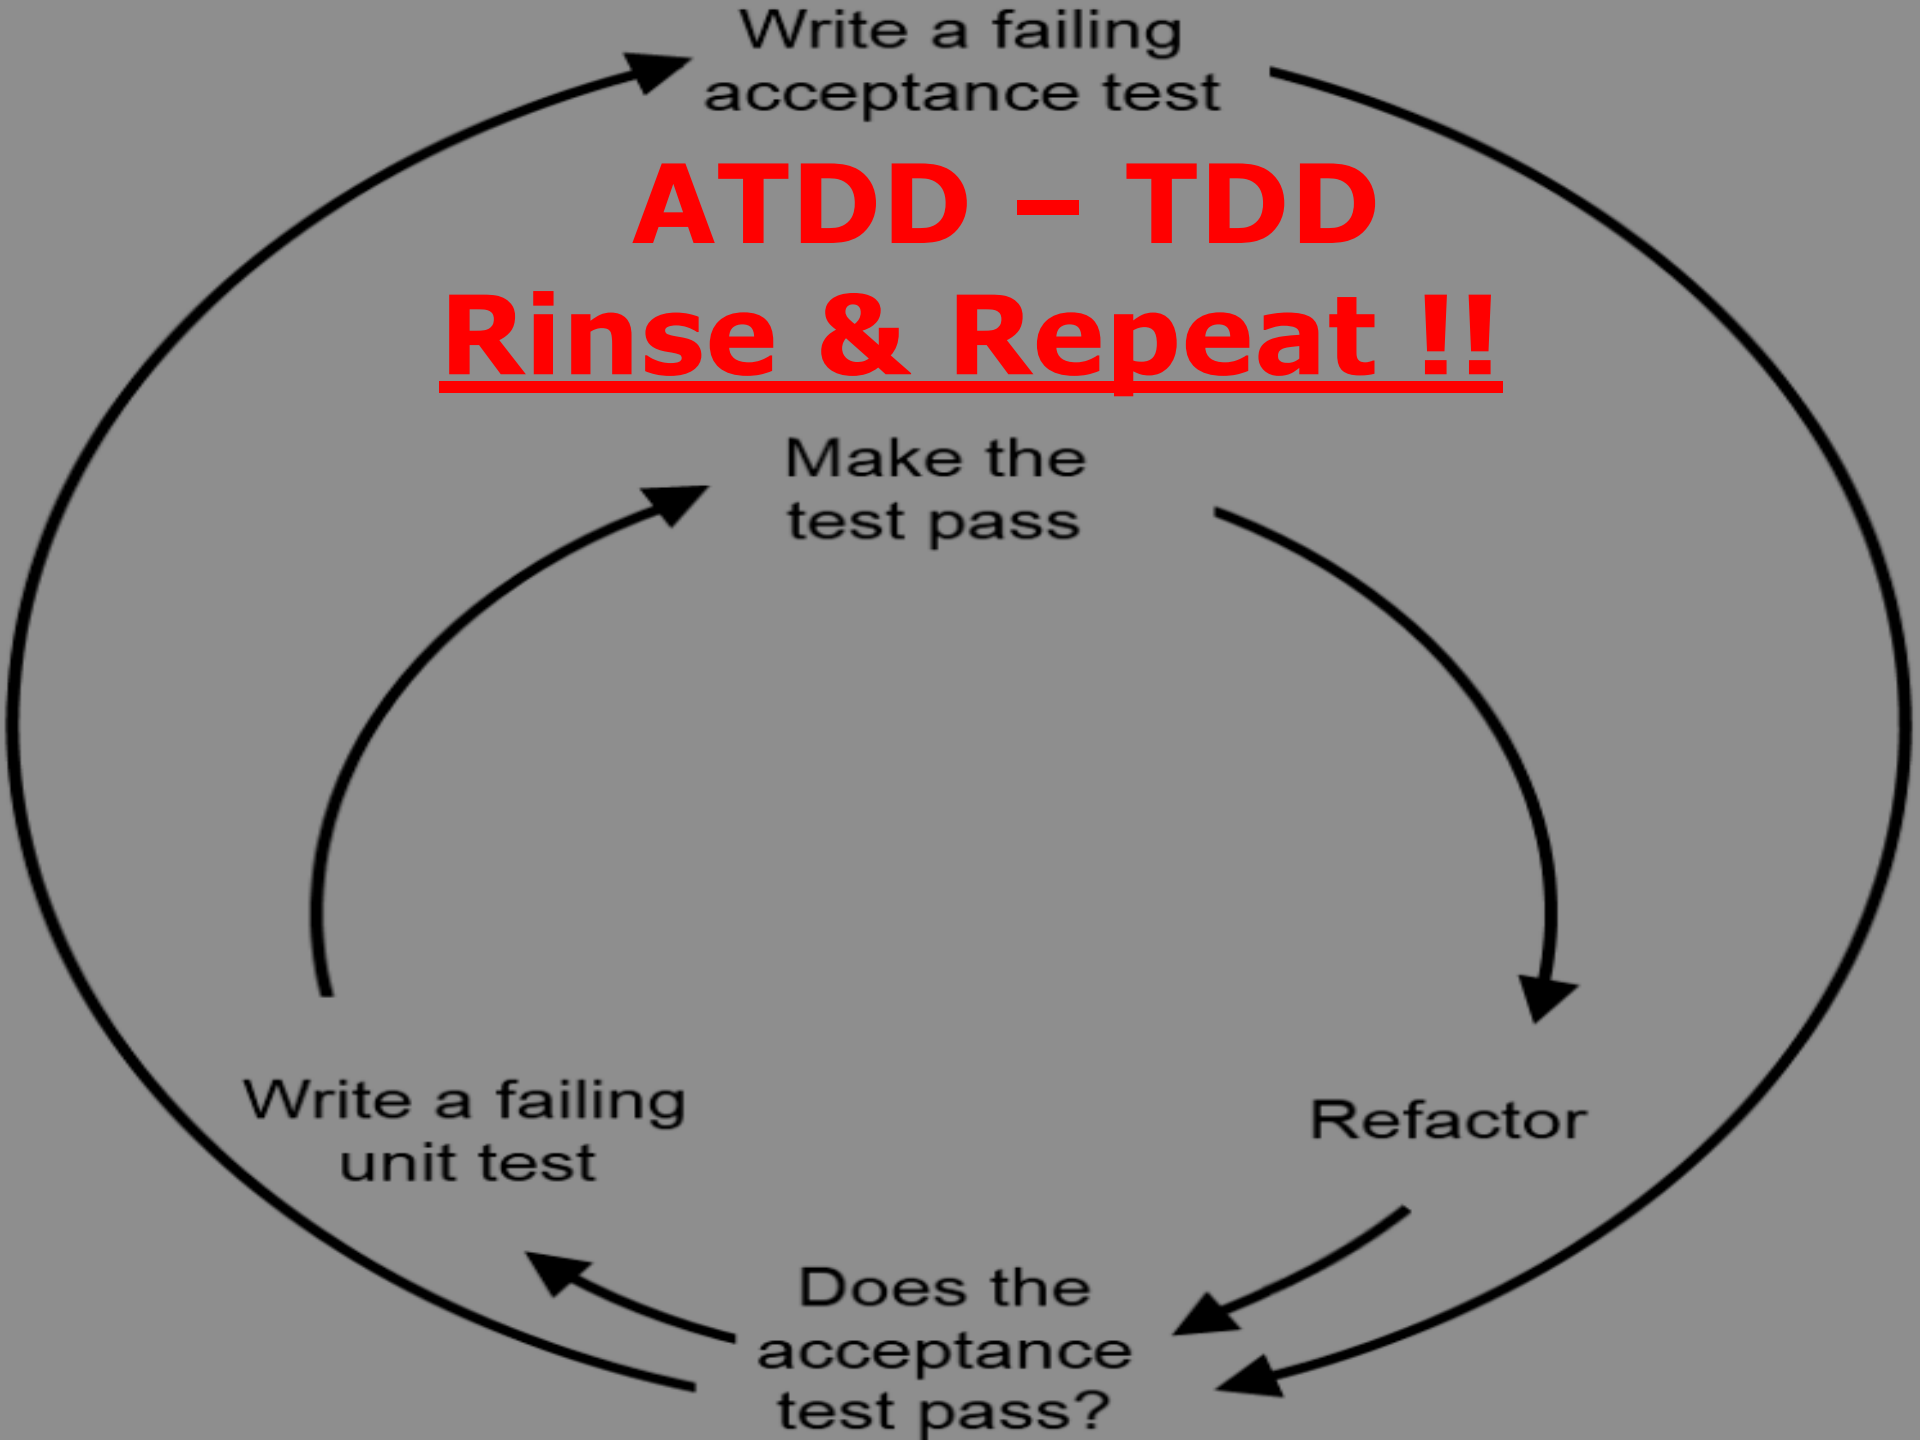 Write a failing
acceptance test
ATDD – TDD
Rinse & Repeat !!
Make the
test pass
Write a failing
unit test
Refactor
Does the
acceptance
test pass?